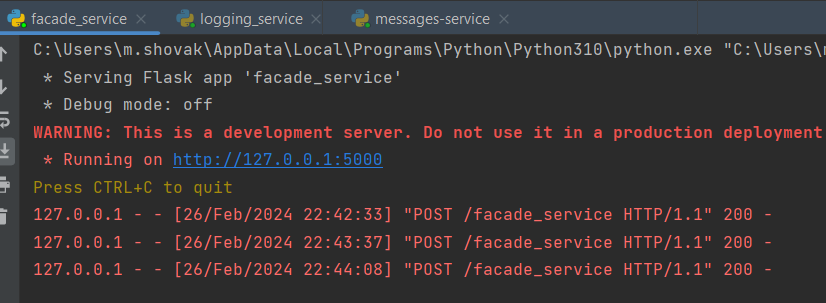 facade_service × logging_service × messages-service ×
C:\Users\m.shovak\AppData\Local\Programs\Python\Python310\python.exe "C:\Users\
* Serving Flask app 'facade_service'
* Debug mode: off
WARNING: This is a development server. Do not use it in a production deployment
* Running on http://127.0.0.1:5000
Press CTRL+C to quit
127.0.0.1 - - [26/Feb/2024 22:42:33] "POST /facade_service HTTP/1.1" 200 -
127.0.0.1 - - [26/Feb/2024 22:43:37] "POST /facade_service HTTP/1.1" 200 -
127.0.0.1 - - [26/Feb/2024 22:44:08] "POST /facade_service HTTP/1.1" 200 -